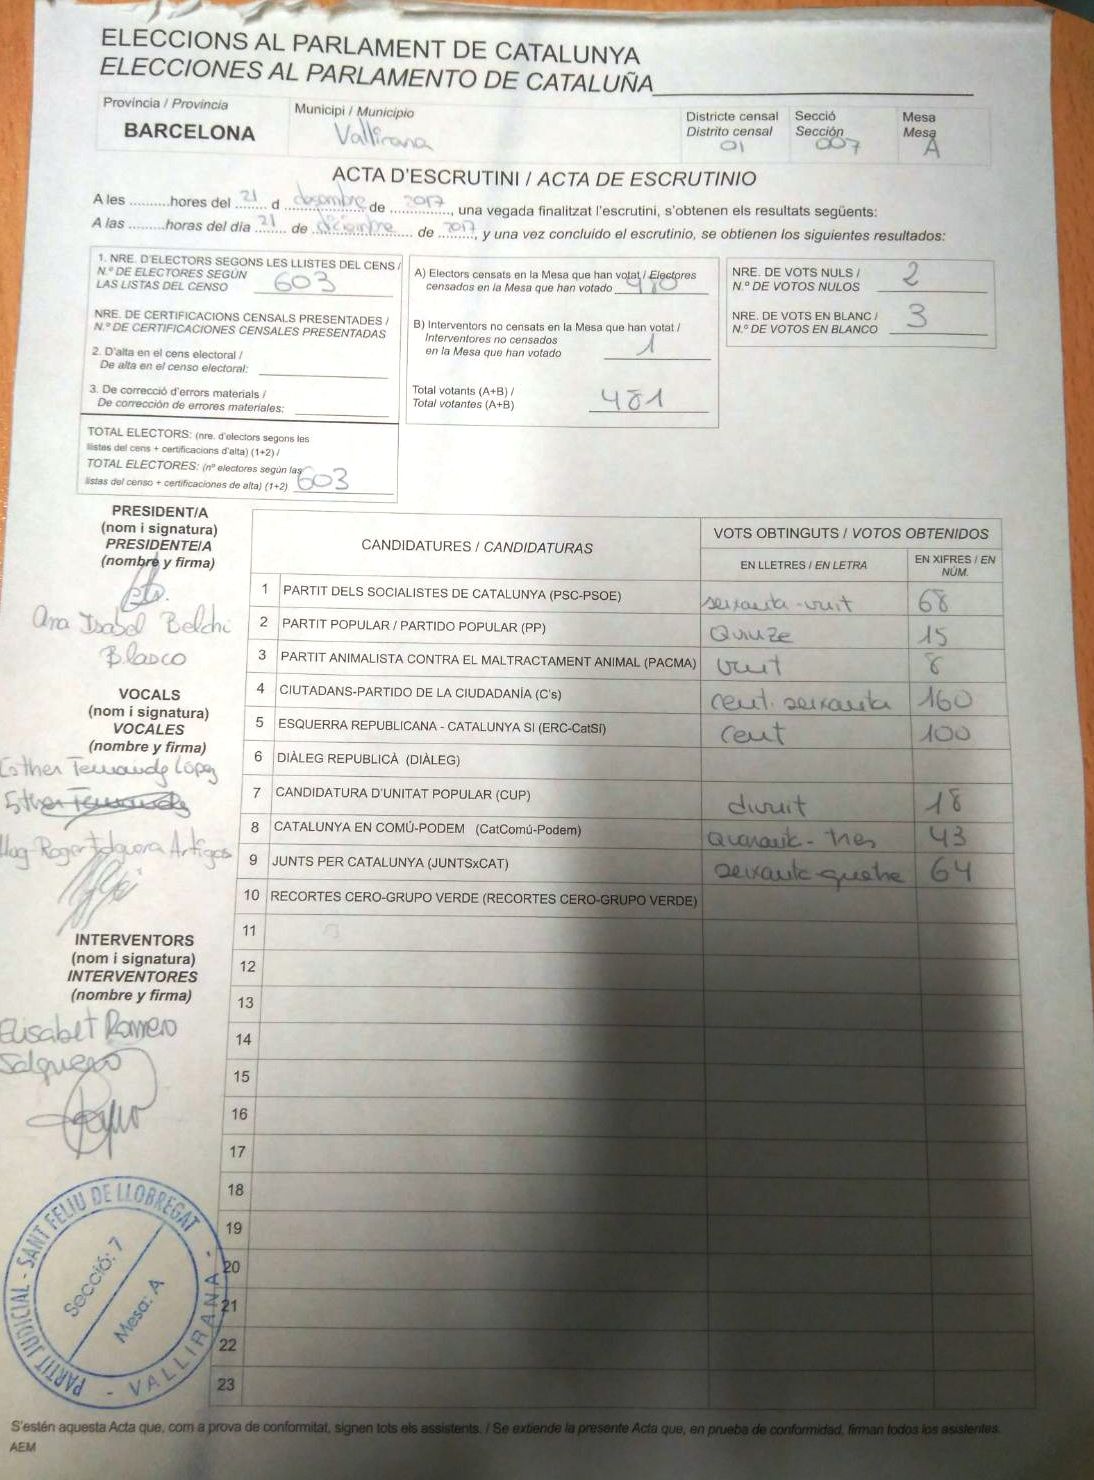 ELECCIONS AL PARLAMENT DE CATALUNYA
ELECCIONES AL PARLAMENTO DE CATALUÑA
Província / Provincia
BARCELONA
Municipi / Municipio
Vallirana
Districte censal
Distrito censal
01
Secció
Sección
007
Mesa
Mesa
A
ACTA D'ESCRUTINI / ACTA DE ESCRUTINIO
A les ..........hores del 21 d desembre de 2017, una vegada finalitzat l'escrutini, s'obtenen els resultats següents:
A las ..........horas del día 21 de diciembre de 2017, y una vez concluido el escrutinio, se obtienen los siguientes resultados:
1. NRE. D'ELECTORS SEGONS LES LLISTES DEL CENS /
N.º DE ELECTORES SEGÚN
LAS LISTAS DEL CENSO 603
NRE. DE CERTIFICACIONS CENSALS PRESENTADES /
N.º DE CERTIFICACIONES CENSALES PRESENTADAS
2. D'alta en el cens electoral /
De alta en el censo electoral:
3. De correcció d'errors materials /
De corrección de errores materiales:
TOTAL ELECTORS: (nre. d'electors segons les
llistes del cens + certificacions d'alta) (1+2) /
TOTAL ELECTORES: (nº electores según las
listas del censo + certificaciones de alta) (1+2) 603
A) Electors censats en la Mesa que han votat / Electores
censados en la Mesa que han votado 480
B) Interventors no censats en la Mesa que han votat /
Interventores no censados
en la Mesa que han votado 1
Total votants (A+B) /
Total votantes (A+B) 481
NRE. DE VOTS NULS /
N.º DE VOTOS NULOS 2
NRE. DE VOTS EN BLANC /
N.º DE VOTOS EN BLANCO 3
PRESIDENT/A
(nom i signatura)
PRESIDENTE/A
(nombre y firma)
Ana Isabel Belchi
Blasco
VOCALS
(nom i signatura)
VOCALES
(nombre y firma)
Esther Fernande López
Esther Fernande
Roger Artigas
INTERVENTORS
(nom i signatura)
INTERVENTORES
(nombre y firma)
Elisabet Romero
Salguero
CANDIDATURES / CANDIDATURAS
VOTS OBTINGUTS / VOTOS OBTENIDOS
EN LLETRES / EN LETRA
EN XIFRES / EN NÚM.
1 PARTIT DELS SOCIALISTES DE CATALUNYA (PSC-PSOE) seixanta-vuit 68
2 PARTIT POPULAR / PARTIDO POPULAR (PP) Quinze 15
3 PARTIT ANIMALISTA CONTRA EL MALTRACTAMENT ANIMAL (PACMA) vuit 8
4 CIUTADANS-PARTIDO DE LA CIUDADANÍA (C's) cent seixanta 160
5 ESQUERRA REPUBLICANA - CATALUNYA SI (ERC-CatSí) cent 100
6 DIÀLEG REPUBLICÀ (DIÀLEG)
7 CANDIDATURA D'UNITAT POPULAR (CUP) divuit 18
8 CATALUNYA EN COMÚ-PODEM (CatComú-Podem) Quaranta-tres 43
9 JUNTS PER CATALUNYA (JUNTSxCAT) seixanta-quatre 64
10 RECORTES CERO-GRUPO VERDE (RECORTES CERO-GRUPO VERDE)
11
12
13
14
15
16
17
18
19
20
21
22
23
PARTIT JUDICIAL - SANT FELIU DE LLOBREGAT
- VALLIRANA -
Secció: 7
Mesa: A
S'estén aquesta Acta que, com a prova de conformitat, signen tots els assistents. / Se extiende la presente Acta que, en prueba de conformidad, firman todos los asistentes.
AEM